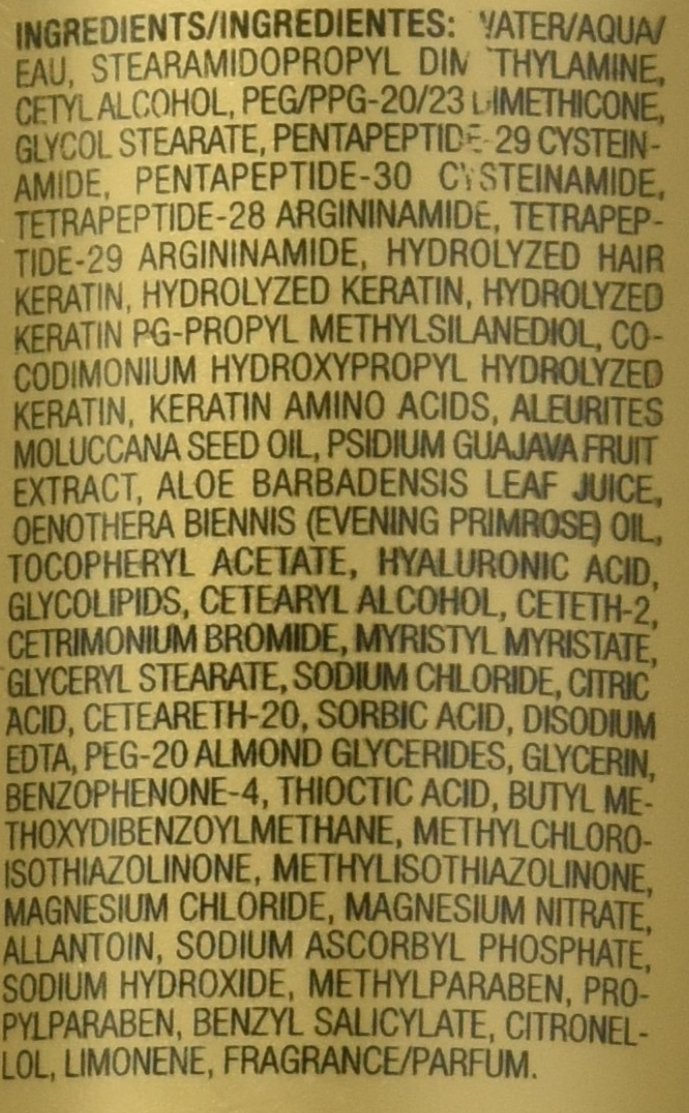 INGREDIENTS/INGREDIENTES: WATER/AQUA/
EAU, STEARAMIDOPROPYL DIMETHYLAMINE,
CETYL ALCOHOL, PEG/PPG-20/23 DIMETHICONE,
GLYCOL STEARATE, PENTAPEPTIDE-29 CYSTEIN-
AMIDE, PENTAPEPTIDE-30 CYSTEINAMIDE,
TETRAPEPTIDE-28 ARGININAMIDE, TETRAPEP-
TIDE-29 ARGININAMIDE, HYDROLYZED HAIR
KERATIN, HYDROLYZED KERATIN, HYDROLYZED
KERATIN PG-PROPYL METHYLSILANEDIOL, CO-
CODIMONIUM HYDROXYPROPYL HYDROLYZED
KERATIN, KERATIN AMINO ACIDS, ALEURITES
MOLUCCANA SEED OIL, PSIDIUM GUAJAVA FRUIT
EXTRACT, ALOE BARBADENSIS LEAF JUICE,
OENOTHERA BIENNIS (EVENING PRIMROSE) OIL,
TOCOPHERYL ACETATE, HYALURONIC ACID,
GLYCOLIPIDS, CETEARYL ALCOHOL, CETETH-2,
CETRIMONIUM BROMIDE, MYRISTYL MYRISTATE,
GLYCERYL STEARATE, SODIUM CHLORIDE, CITRIC
ACID, CETEARETH-20, SORBIC ACID, DISODIUM
EDTA, PEG-20 ALMOND GLYCERIDES, GLYCERIN,
BENZOPHENONE-4, THIOCTIC ACID, BUTYL ME-
THOXYDIBENZOYLMETHANE, METHYLCHLORO-
ISOTHIAZOLINONE, METHYLISOTHIAZOLINONE,
MAGNESIUM CHLORIDE, MAGNESIUM NITRATE,
ALLANTOIN, SODIUM ASCORBYL PHOSPHATE,
SODIUM HYDROXIDE, METHYLPARABEN, PRO-
PYLPARABEN, BENZYL SALICYLATE, CITRONEL-
LOL, LIMONENE, FRAGRANCE/PARFUM.